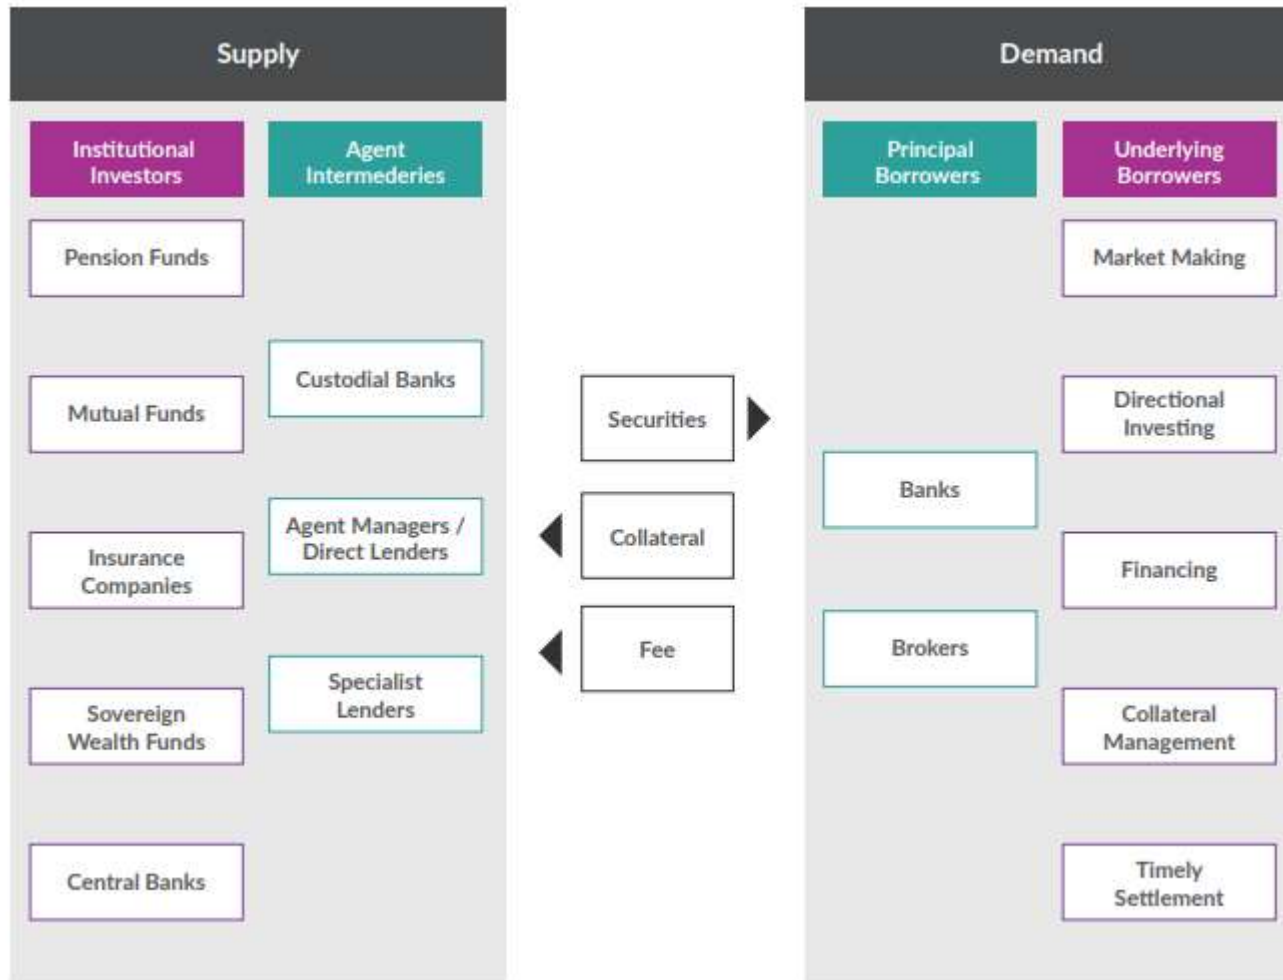 Supply
Institutional
Investors
Agent
Intermederies
Pension Funds
Custodial Banks
Mutual Funds
Agent Managers /
Direct Lenders
Insurance
Companies
Specialist
Lenders
Sovereign
Wealth Funds
Central Banks
Securities
Collateral
Fee
Demand
Principal
Borrowers
Underlying
Borrowers
Market Making
Directional
Investing
Banks
Financing
Brokers
Collateral
Management
Timely
Settlement